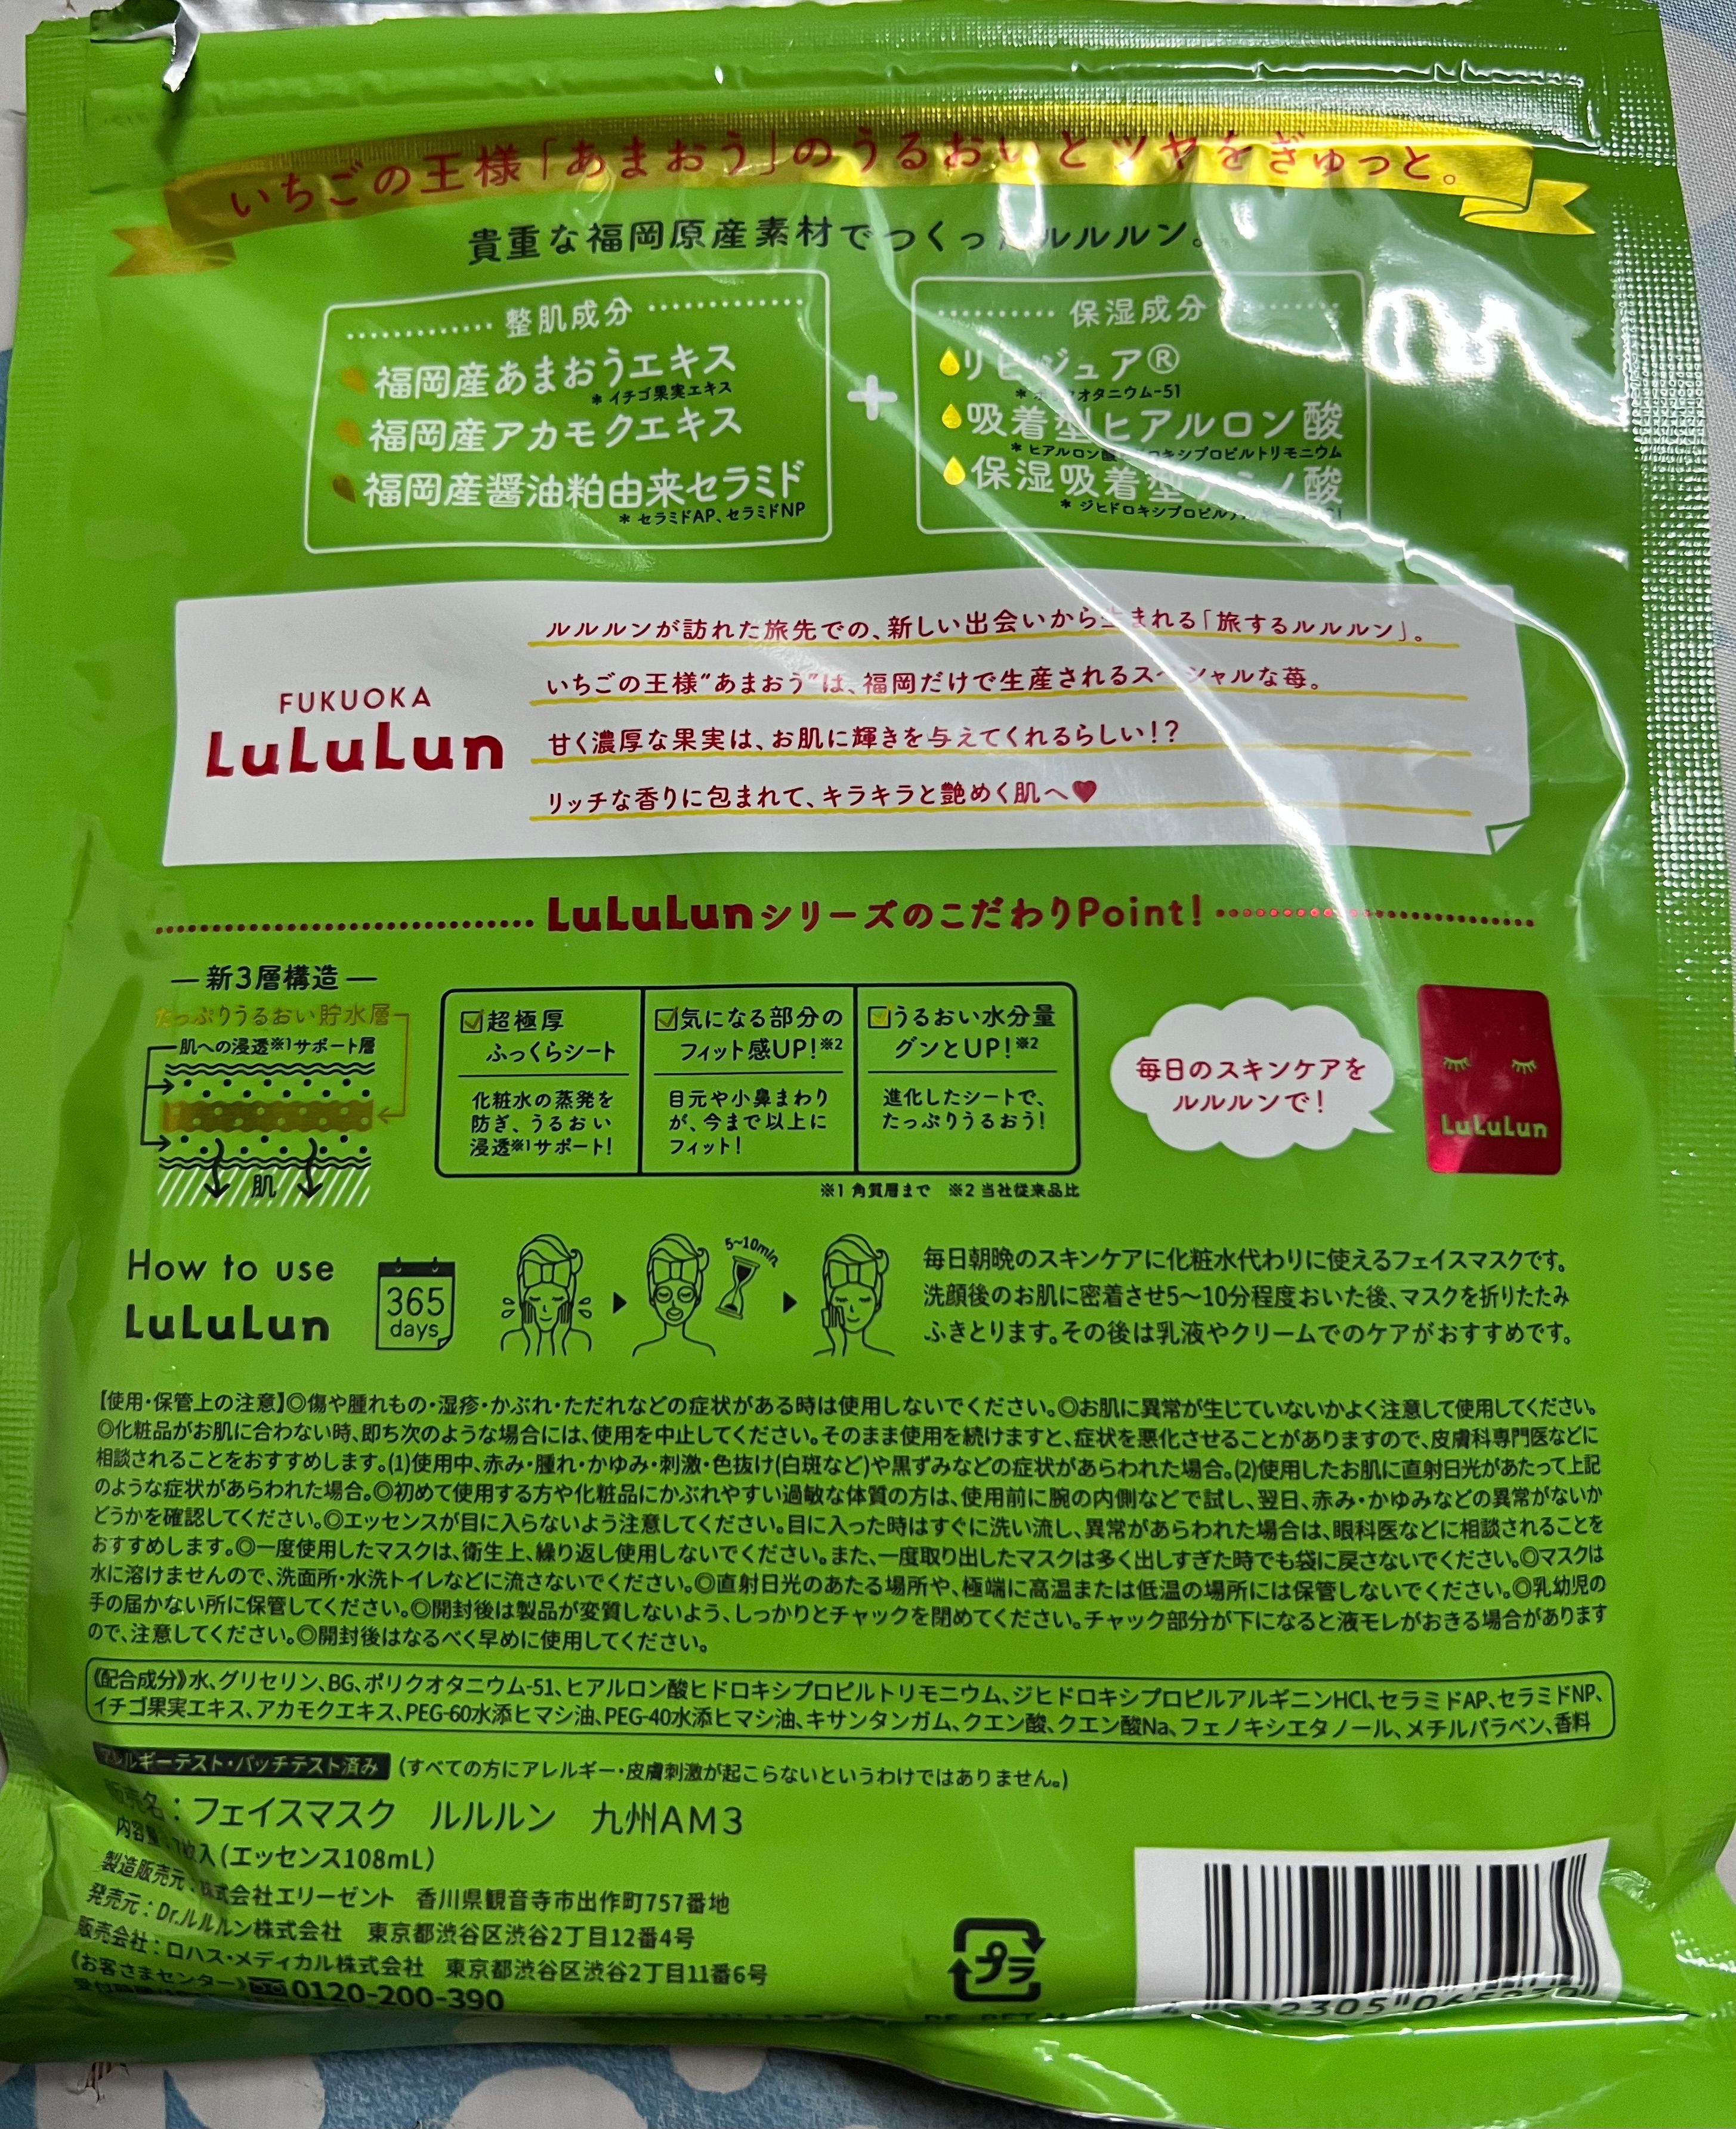 いちごの王様「あまおう」のうるおいとツヤをぎゅっと。
貴重な福岡原産素材でつくっ ルルルン。
整肌成分
福岡産あまおうエキス
＊イチゴ果実エキス
福岡産アカモクエキス
福岡産醤油粕由来セラミド
＊セラミドAP、セラミドNP
+
保湿成分
リピジュア®
吸着型ヒアルロン酸
保湿吸着型
FUKUOKA
LuLuLun
ルルルンが訪れた旅先での、新しい出会いから生まれる「旅するルルルン」。
いちごの王様“あまおう”は、福岡だけで生産されるスペシャルな苺。
甘く濃厚な果実は、お肌に輝きを与えてくれるらしい!?
リッチな香りに包まれて、キラキラと艶めく肌へ♥
LuLuLunシリーズのこだわりPoint!
新3層構造
たっぷりうるおい貯水層
肌への浸透※1サポート層
肌
超極厚
ふっくらシート
化粧水の蒸発を
防ぎ、うるおい
浸透※1サポート!
気になる部分の
フィット感UP!※2
目元や小鼻まわり
が、今まで以上に
フィット!
うるおい水分量
グンとUP!※2
進化したシートで、
たっぷりうるおう!
※1 角質層まで ※2 当社従来品比
毎日のスキンケアを
ルルルンで!
LuLuLun
How to use
LuLuLun
365
days
5~10min
毎日朝晩のスキンケアに化粧水代わりに使えるフェイスマスクです。
洗顔後のお肌に密着させ5〜10分程度おいた後、マスクを折りたたみ
ふきとります。その後は乳液やクリームでのケアがおすすめです。
【使用・保管上の注意】◎傷や腫れもの・湿疹・かぶれ・ただれなどの症状がある時は使用しないでください。◎お肌に異常が生じていないかよく注意して使用してください。
◎化粧品がお肌に合わない時、即ち次のような場合には、使用を中止してください。そのまま使用を続けますと、症状を悪化させることがありますので、皮膚科専門医などに
相談されることをおすすめします。(1)使用中、赤み・腫れ・かゆみ・刺激・色抜け(白斑など)や黒ずみなどの症状があらわれた場合。(2)使用したお肌に直射日光があたって上記
のような症状があらわれた場合。◎初めて使用する方や化粧品にかぶれやすい過敏な体質の方は、使用前に腕の内側などで試し、翌日、赤み・かゆみなどの異常がないか
どうかを確認してください。◎エッセンスが目に入らないよう注意してください。目に入った時はすぐに洗い流し、異常があらわれた場合は、眼科医などに相談されることを
おすすめします。◎一度使用したマスクは、衛生上、繰り返し使用しないでください。また、一度取り出したマスクは多く出しすぎた時でも袋に戻さないでください。◎マスクは
水に溶けませんので、洗面所・水洗トイレなどに流さないでください。◎直射日光のあたる場所や、極端に高温または低温の場所には保管しないでください。◎乳幼児の
手の届かない所に保管してください。◎開封後は製品が変質しないよう、しっかりとチャックを閉めてください。チャック部分が下になると液モレがおきる場合があります
ので、注意してください。◎開封後はなるべく早めに使用してください。
《配合成分》水、グリセリン、BG、ポリクオタニウム-51、ヒアルロン酸ヒドロキシプロピルトリモニウム、ジヒドロキシプロピルアルギニンHCl、セラミドAP、セラミドNP、
イチゴ果実エキス、アカモクエキス、PEG-60水添ヒマシ油、PEG-40水添ヒマシ油、キサンタンガム、クエン酸、クエン酸Na、フェノキシエタノール、メチルパラベン、香料
アレルギーテスト・パッチテスト済み (すべての方にアレルギー・皮膚刺激が起こらないというわけではありません。)
販売名：フェイスマスク ルルルン 九州AM3
内容量：7枚入(エッセンス108mL)
製造販売元：株式会社エリーゼント 香川県観音寺市出作町757番地
発売元：Dr.ルルルン株式会社 東京都渋谷区渋谷2丁目12番4号
販売会社：ロハス・メディカル株式会社 東京都渋谷区渋谷2丁目11番6号
《お客さまセンター》0120-200-390
プラ